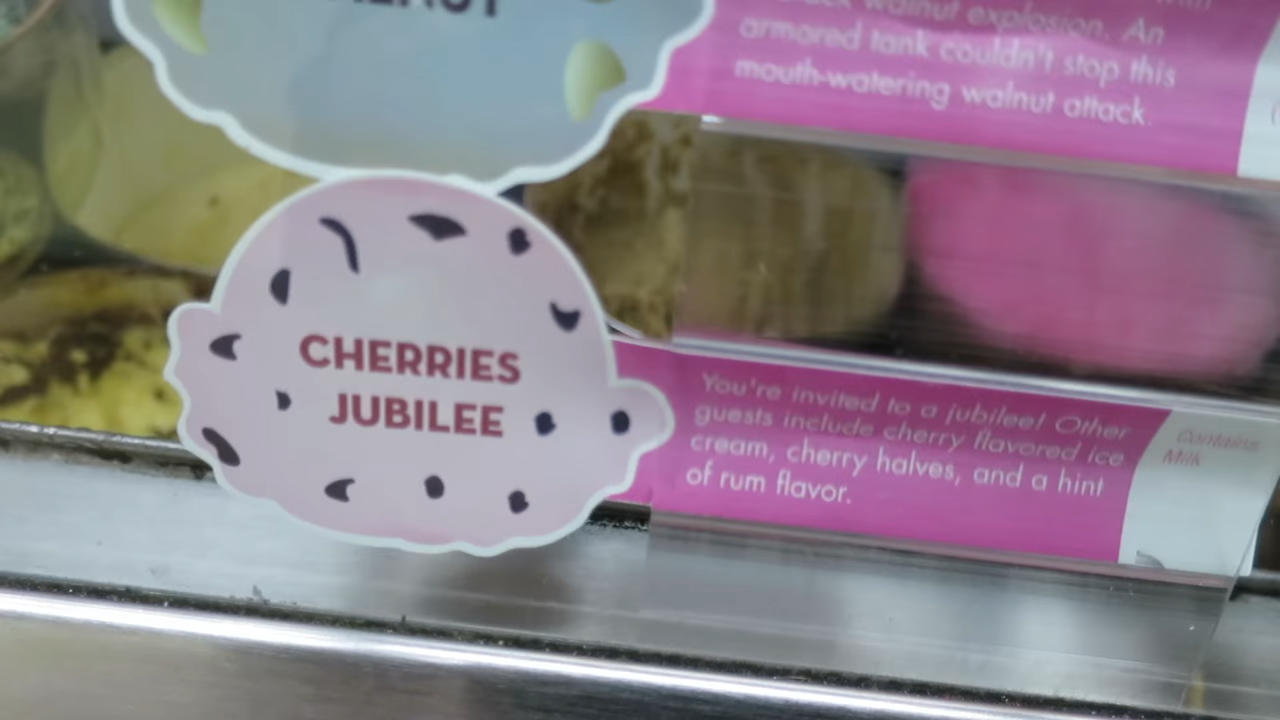 walnut explosion. An
armored tank couldn't stop this
mouth-watering walnut attack.
CHERRIES
JUBILEE
You're invited to a jubilee! Other
guests include cherry flavored ice
cream, cherry halves, and a hint
of rum flavor.
Contains
Milk